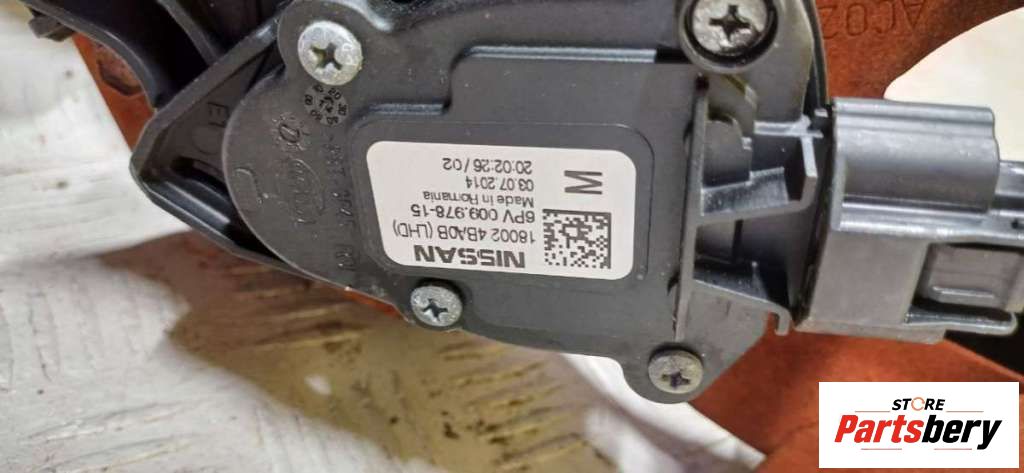 NISSAN
18002 4BA0B (LHD)
6PV 009.978-15
Made in Romania
03.07.2014
20:02:26 / 02
M
AC02
STORE
Partsbery